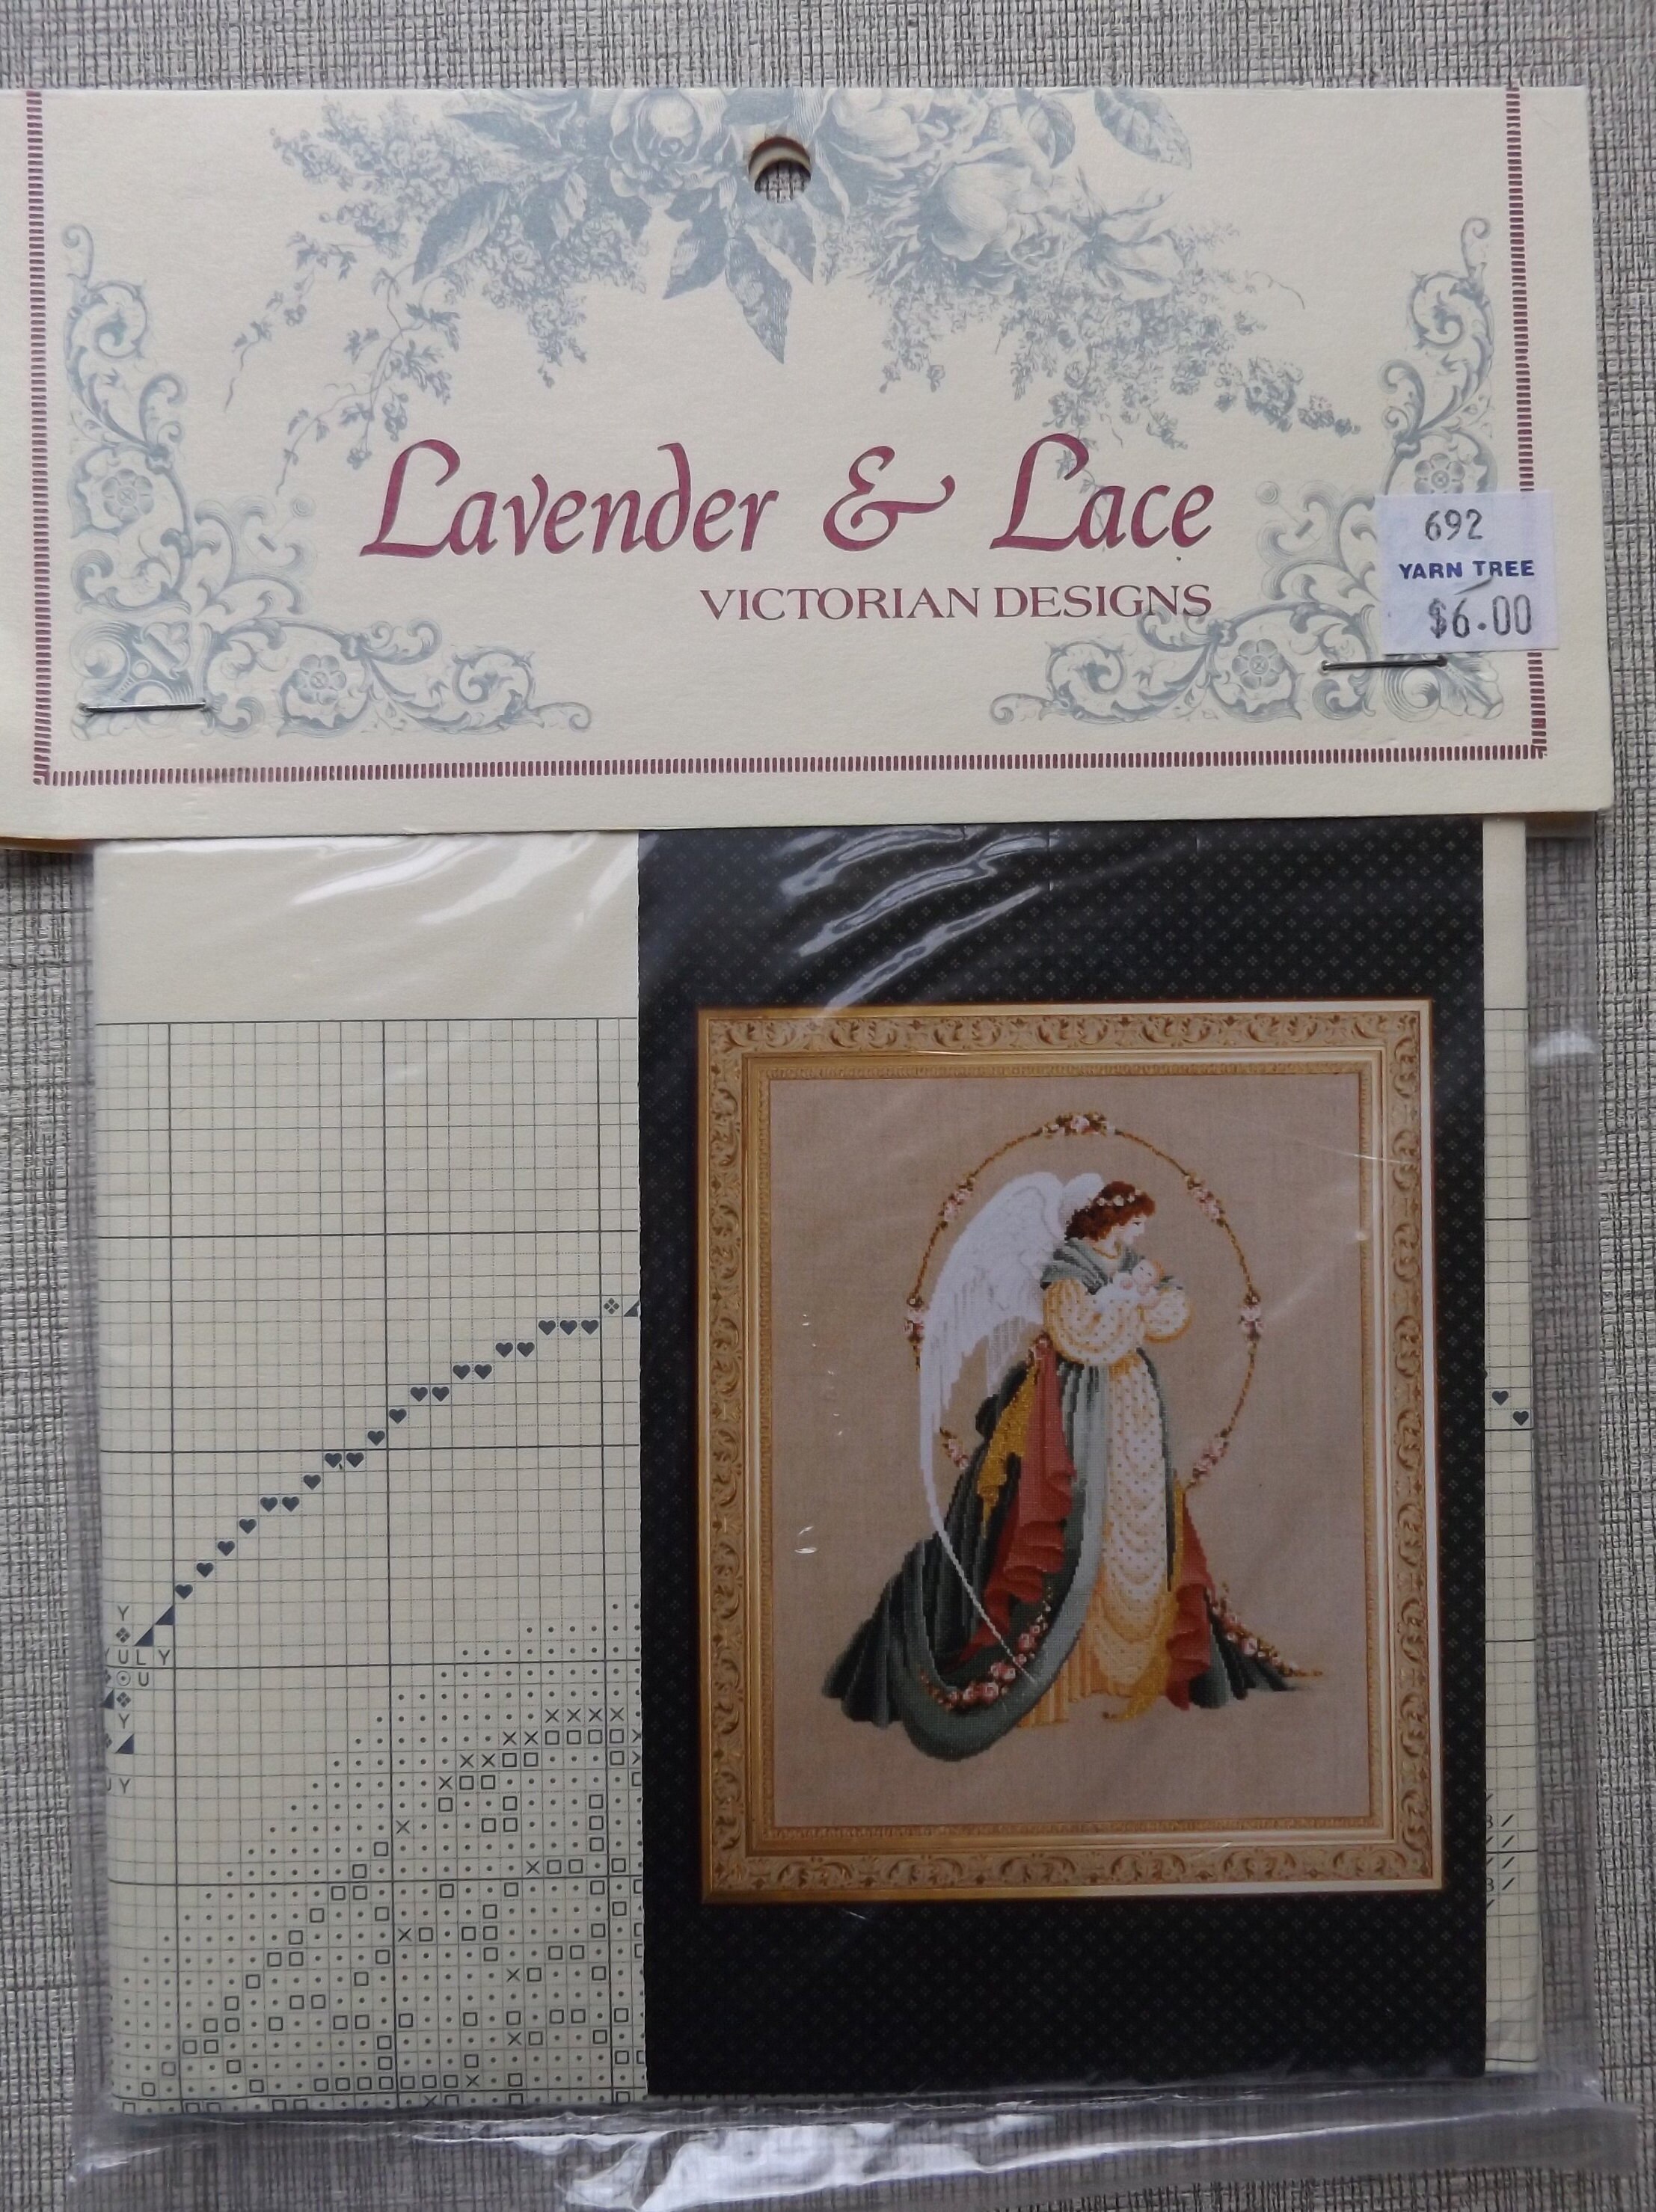 Lavender & Lace
VICTORIAN DESIGNS
692
YARN TREE
$6.00
Y
U L Y
U
Y
Y